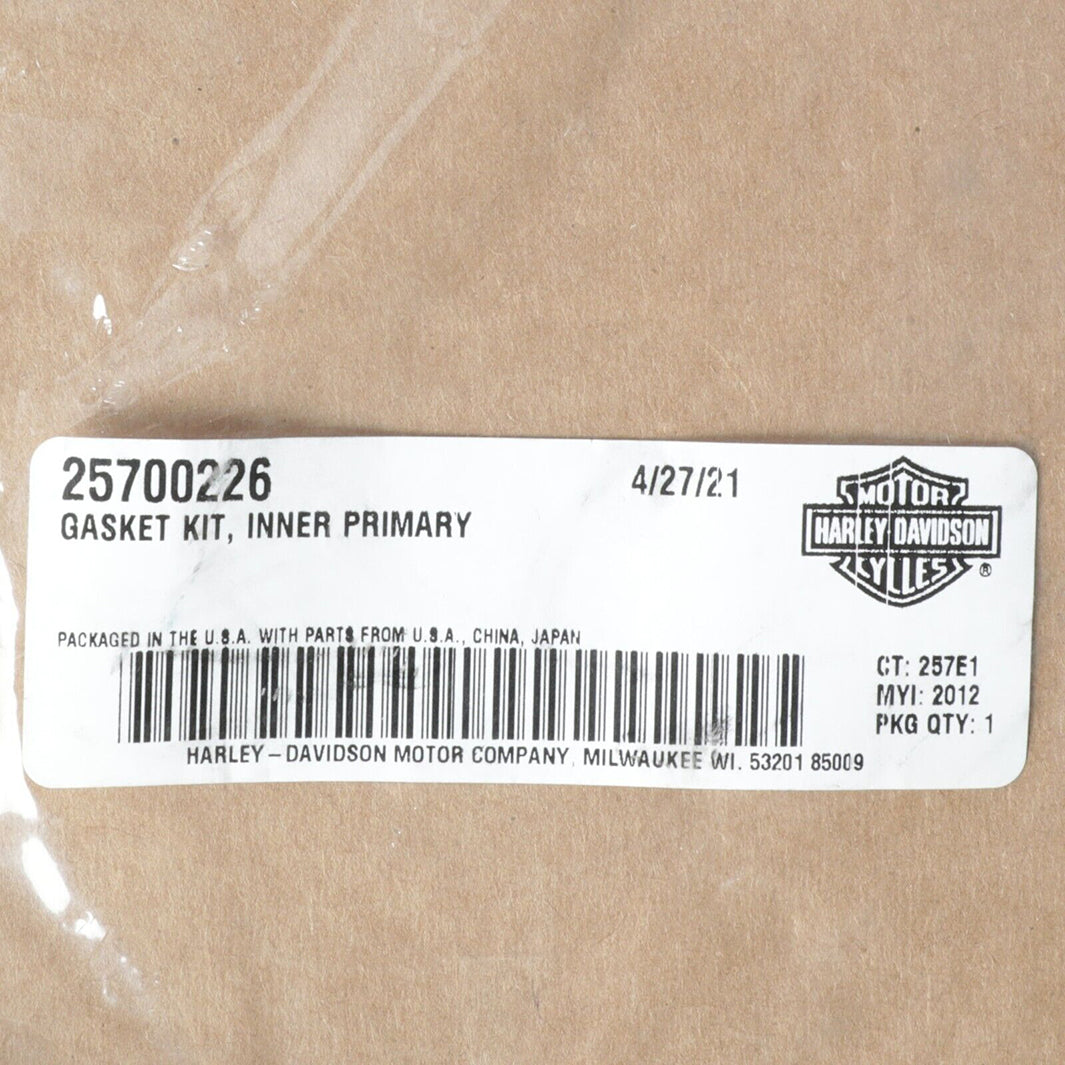 25700226
4/27/21
GASKET KIT, INNER PRIMARY
MOTOR
HARLEY-DAVIDSON
CYCLES
®
PACKAGED IN THE U.S.A. WITH PARTS FROM U.S.A., CHINA, JAPAN
CT: 257E1
MYI: 2012
PKG QTY: 1
HARLEY-DAVIDSON MOTOR COMPANY, MILWAUKEE WI. 53201 85009